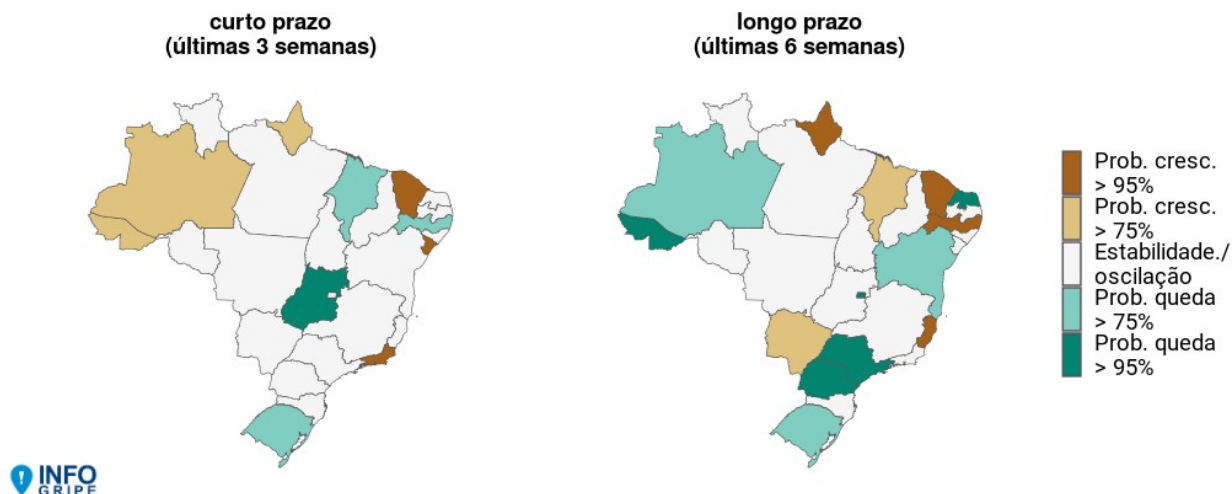 curto prazo
(últimas 3 semanas)
longo prazo
(últimas 6 semanas)
Prob. cresc.
> 95%
Prob. cresc.
> 75%
Estabilidade./
oscilação
Prob. queda
> 75%
Prob. queda
> 95%
INFO
GRIPE